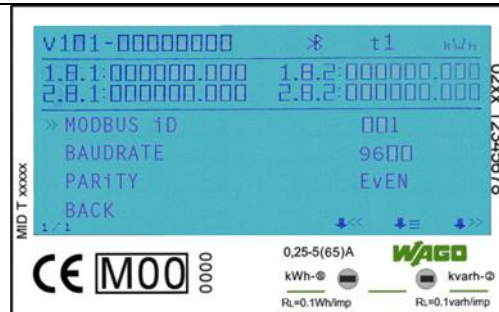 V101-00000000 t1 kWh
1.8.1:000000.000 1.8.2:000000.000
2.8.1:000000.000 2.8.2:000000.000
» MODBUS iD 001
BAUDRATE 9600
PARiTY EvEN
BACK
1/1 << >>
MID T xxxxx
CE M00 0000
0,25-5(65)A WAGO
kWh-① kvarh-②
RL=0.1Wh/imp RL=0.1varh/imp